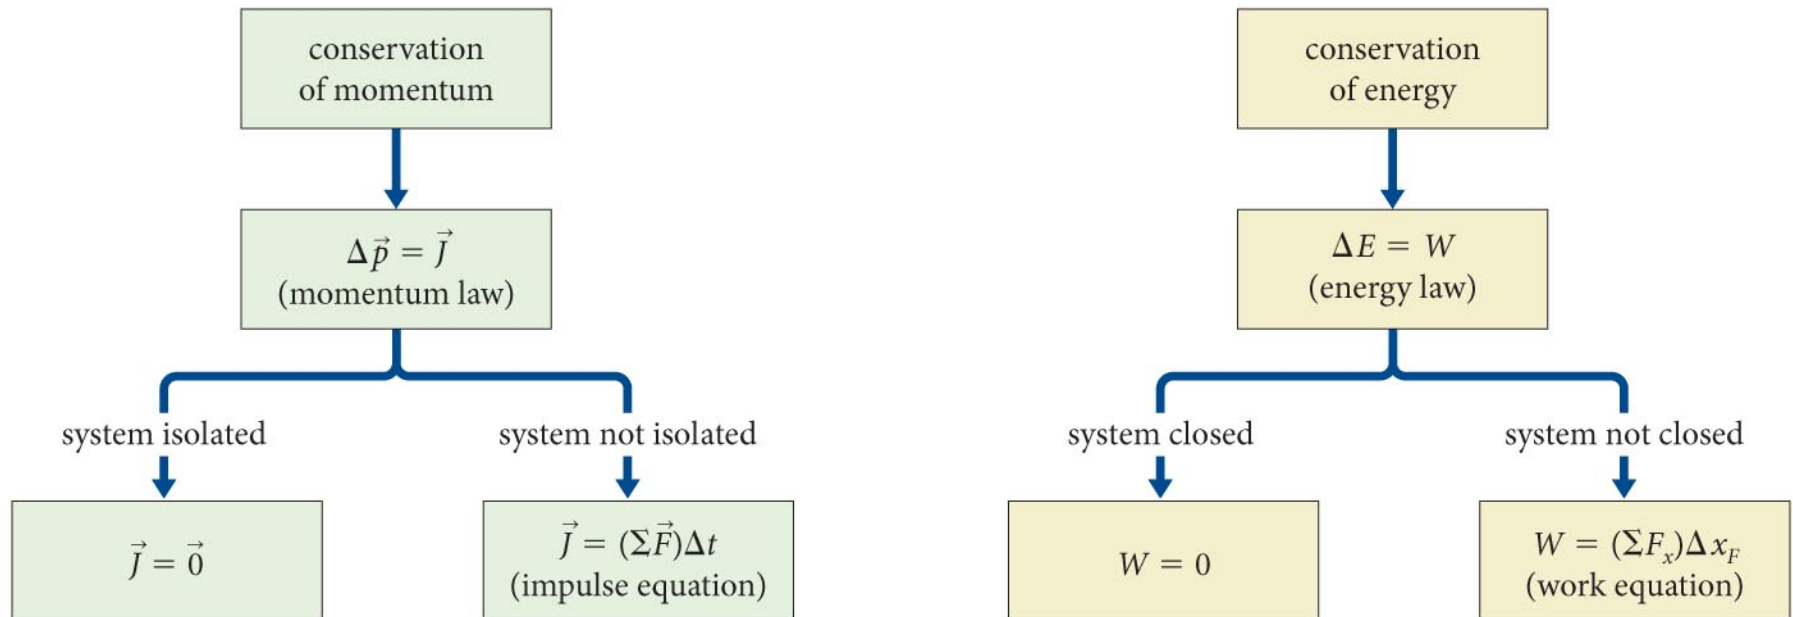 conservation
of momentum
Δp⃗ = J⃗
(momentum law)
system isolated
system not isolated
J⃗ = 0⃗
J⃗ = (ΣF⃗)Δt
(impulse equation)
conservation
of energy
ΔE = W
(energy law)
system closed
system not closed
W = 0
W = (ΣFₓ)Δx_F
(work equation)